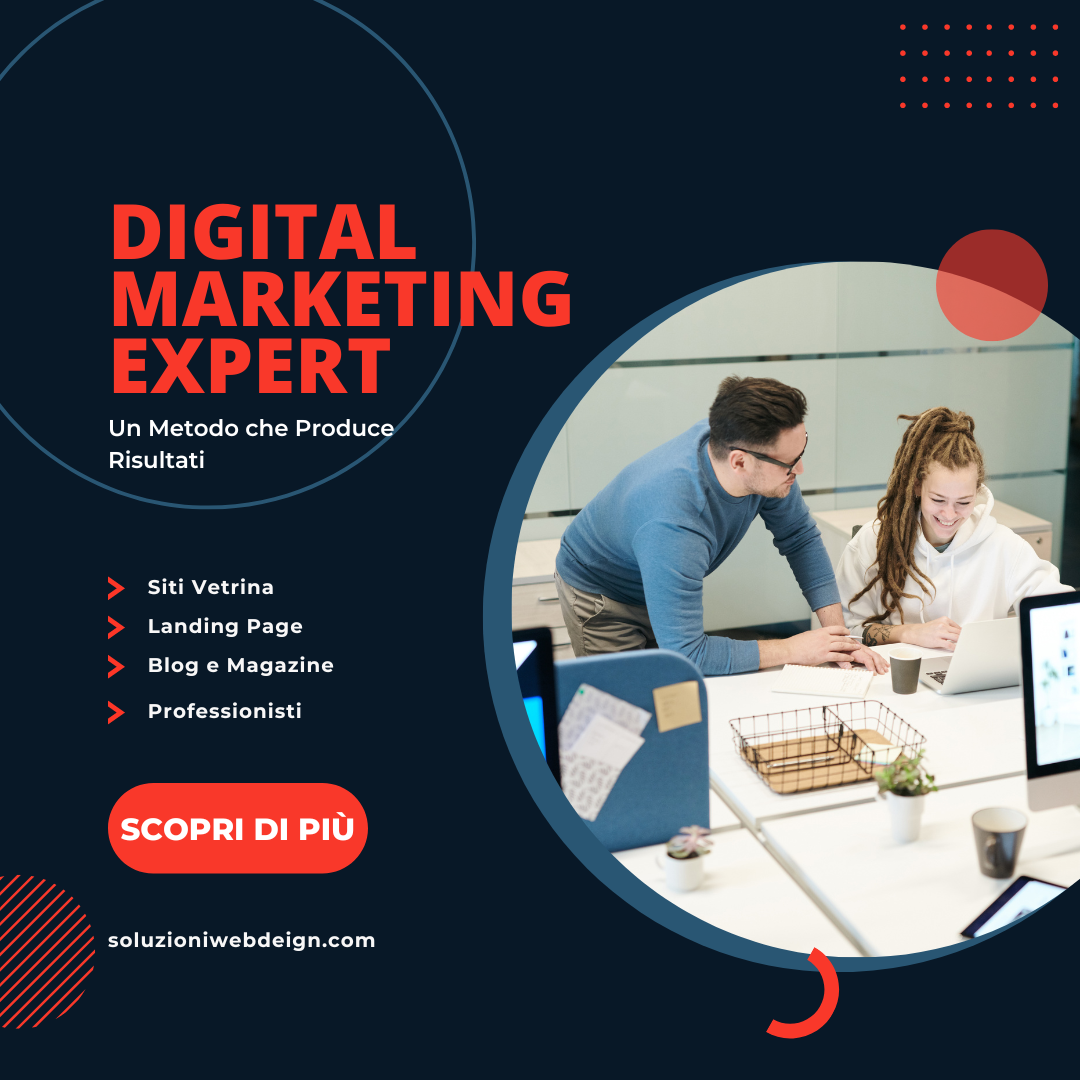 DIGITAL
MARKETING
EXPERT
Un Metodo che Produce
Risultati
Siti Vetrina
Landing Page
Blog e Magazine
Professionisti
SCOPRI DI PIÙ
soluzioniwebdeign.com